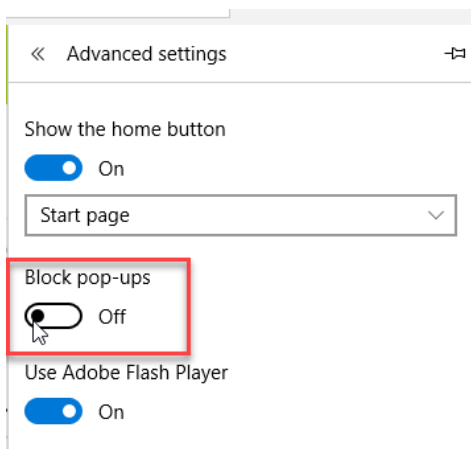 Advanced settings
Show the home button
On
Start page
Block pop-ups
Off
Use Adobe Flash Player
On